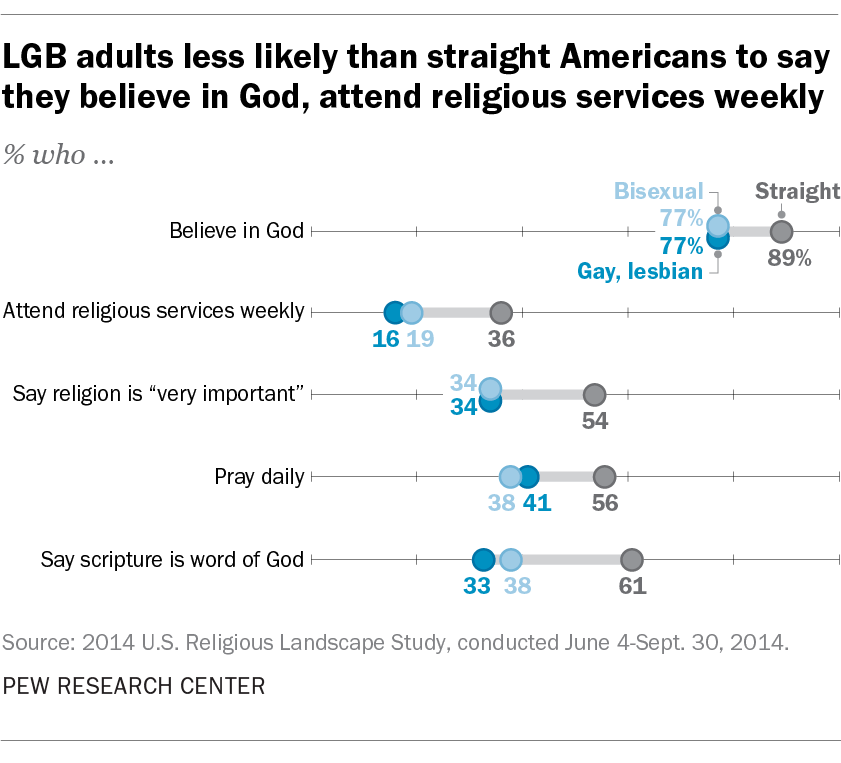 LGB adults less likely than straight Americans to say
they believe in God, attend religious services weekly
% who ...
Bisexual
Straight
77%
Believe in God
77%
89%
Gay, lesbian
Attend religious services weekly
16 19 36
34
Say religion is “very important”
34
54
Pray daily
38 41 56
Say scripture is word of God
33 38 61
Source: 2014 U.S. Religious Landscape Study, conducted June 4-Sept. 30, 2014.
PEW RESEARCH CENTER